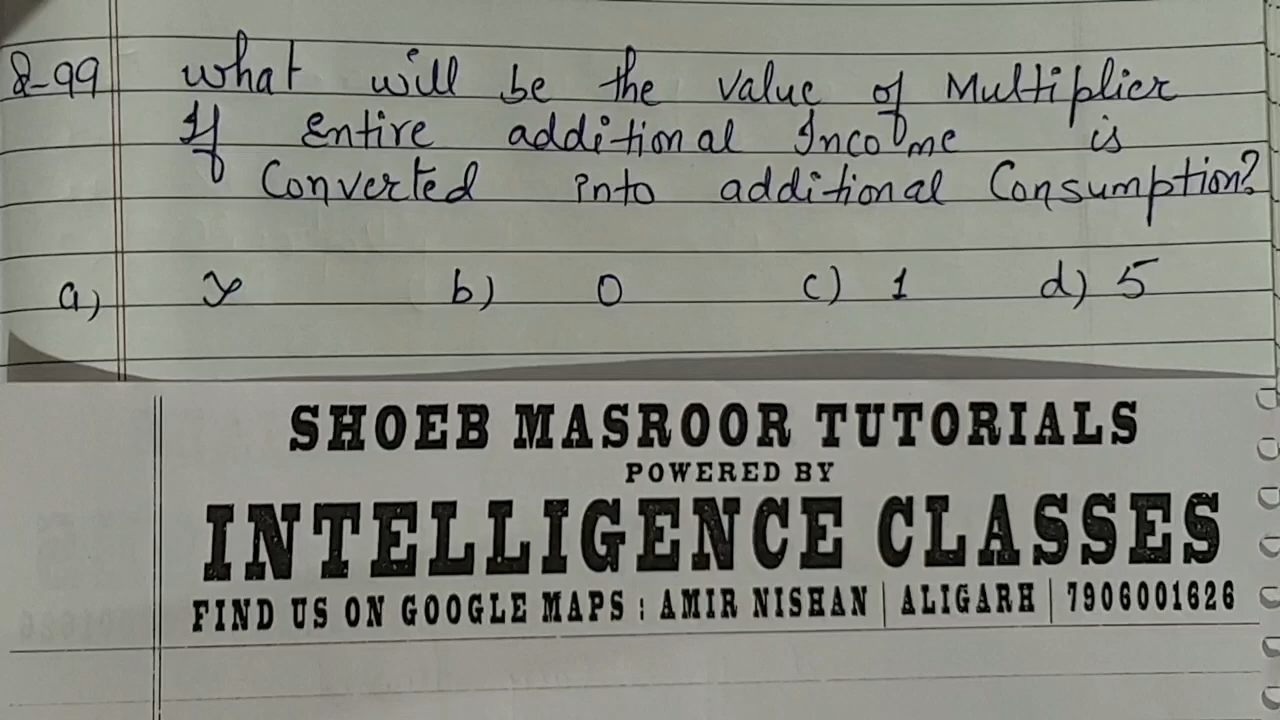 Q-99 What will be the value of Multiplier
If Entire additional Income is
Converted into additional Consumption?
a) b) 0 c) 1 d) 5
SHOEB MASROOR TUTORIALS
POWERED BY
INTELLIGENCE CLASSES
FIND US ON GOOGLE MAPS : AMIR NISHAN | ALIGARH | 7906001626